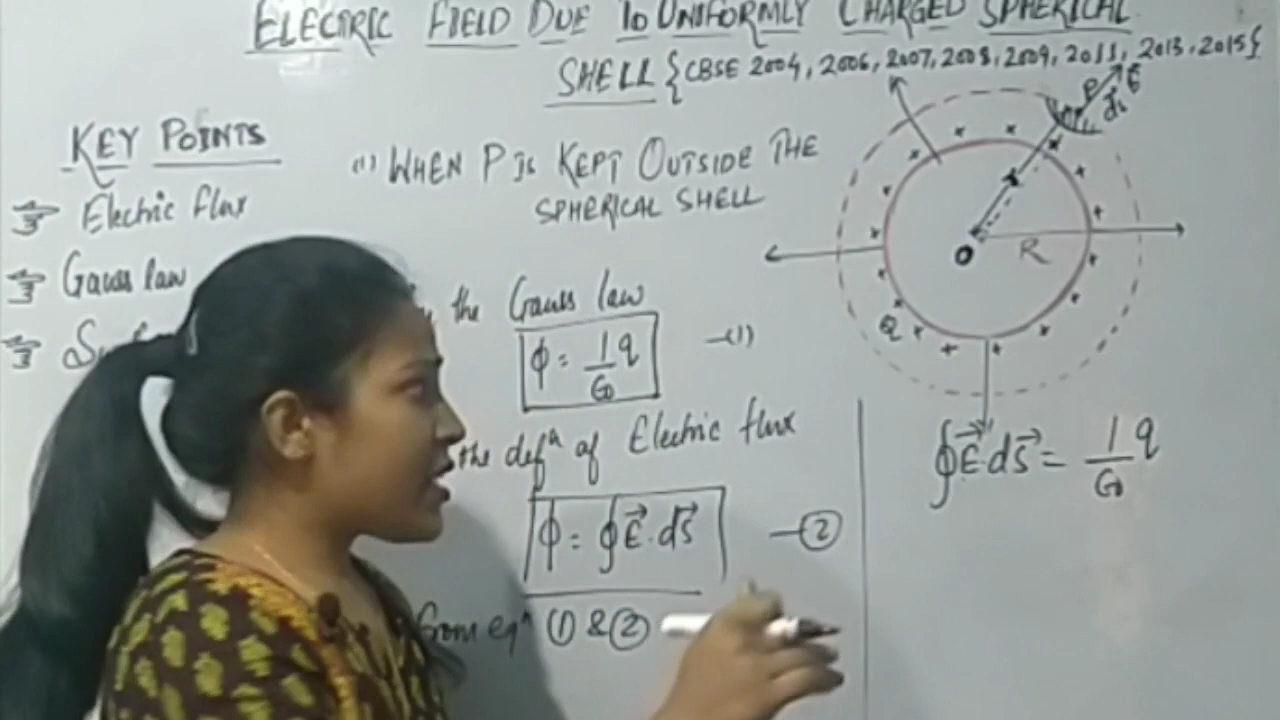 ELECTRIC FIELD DUE TO UNIFORMLY CHARGED SPHERICAL
SHELL {CBSE 2004, 2006, 2007, 2008, 2009, 2011, 2013, 2015}
KEY POINTS
Electric flux
Gauss law
(1) WHEN P IS KEPT OUTSIDE THE
SPHERICAL SHELL
the Gauss law
ϕ = 1/ε₀ q —(1)
the defⁿ of Electric flux
ϕ = ∮E⃗.dS⃗ —②
From eqⁿ ① & ②
P E⃗
O R
Q
∮E⃗.dS⃗ = 1/ε₀ q